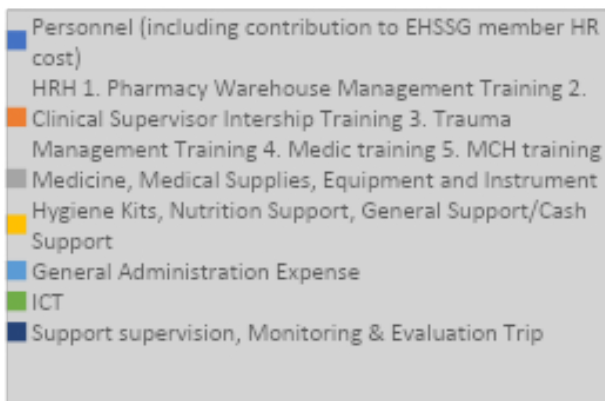 Personnel (including contribution to EHSSG member HR
cost)
HRH 1. Pharmacy Warehouse Management Training 2.
Clinical Supervisor Intership Training 3. Trauma
Management Training 4. Medic training 5. MCH training
Medicine, Medical Supplies, Equipment and Instrument
Hygiene Kits, Nutrition Support, General Support/Cash
Support
General Administration Expense
ICT
Support supervision, Monitoring & Evaluation Trip